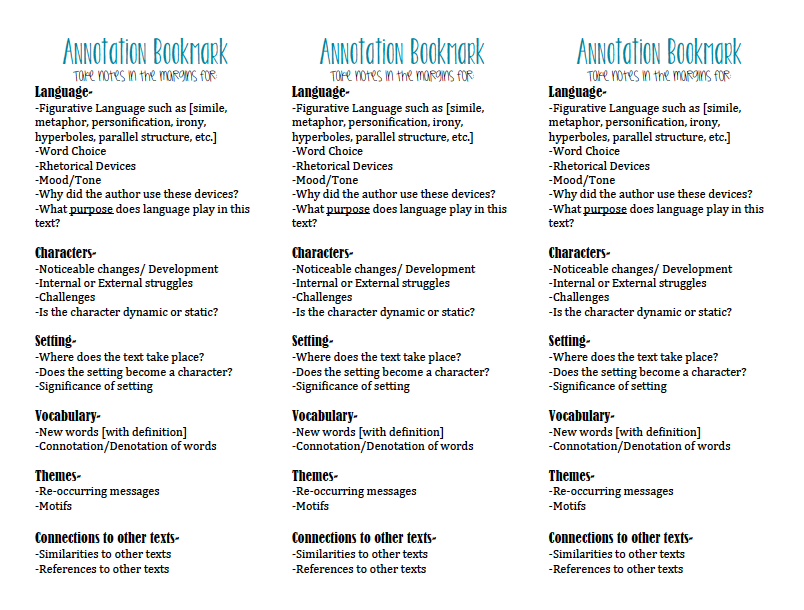 Annotation Bookmark
Take notes in the margins for:
Language-
-Figurative Language such as [simile,
metaphor, personification, irony,
hyperboles, parallel structure, etc.]
-Word Choice
-Rhetorical Devices
-Mood/Tone
-Why did the author use these devices?
-What purpose does language play in this
text?
Characters-
-Noticeable changes/ Development
-Internal or External struggles
-Challenges
-Is the character dynamic or static?
Setting-
-Where does the text take place?
-Does the setting become a character?
-Significance of setting
Vocabulary-
-New words [with definition]
-Connotation/Denotation of words
Themes-
-Re-occurring messages
-Motifs
Connections to other texts-
-Similarities to other texts
-References to other texts
Annotation Bookmark
Take notes in the margins for:
Language-
-Figurative Language such as [simile,
metaphor, personification, irony,
hyperboles, parallel structure, etc.]
-Word Choice
-Rhetorical Devices
-Mood/Tone
-Why did the author use these devices?
-What purpose does language play in this
text?
Characters-
-Noticeable changes/ Development
-Internal or External struggles
-Challenges
-Is the character dynamic or static?
Setting-
-Where does the text take place?
-Does the setting become a character?
-Significance of setting
Vocabulary-
-New words [with definition]
-Connotation/Denotation of words
Themes-
-Re-occurring messages
-Motifs
Connections to other texts-
-Similarities to other texts
-References to other texts
Annotation Bookmark
Take notes in the margins for:
Language-
-Figurative Language such as [simile,
metaphor, personification, irony,
hyperboles, parallel structure, etc.]
-Word Choice
-Rhetorical Devices
-Mood/Tone
-Why did the author use these devices?
-What purpose does language play in this
text?
Characters-
-Noticeable changes/ Development
-Internal or External struggles
-Challenges
-Is the character dynamic or static?
Setting-
-Where does the text take place?
-Does the setting become a character?
-Significance of setting
Vocabulary-
-New words [with definition]
-Connotation/Denotation of words
Themes-
-Re-occurring messages
-Motifs
Connections to other texts-
-Similarities to other texts
-References to other texts